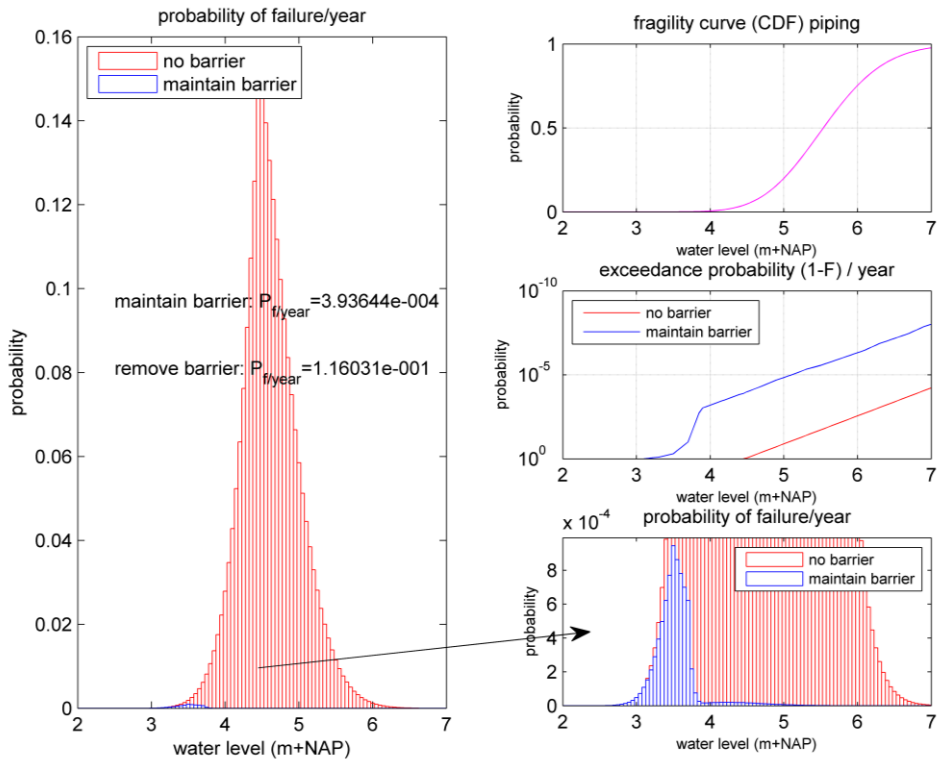 probability of failure/year
0.16
0.14
0.12
0.1
0.08
0.06
0.04
0.02
0
probability
no barrier
maintain barrier
maintain barrier: P_f/year=3.93644e-004
remove barrier: P_f/year=1.16031e-001
2 3 4 5 6 7
water level (m+NAP)
fragility curve (CDF) piping
1
0.5
0
probability
2 3 4 5 6 7
water level (m+NAP)
exceedance probability (1-F) / year
10^-10
10^-5
10^0
probability
no barrier
maintain barrier
2 3 4 5 6 7
water level (m+NAP)
x 10^-4
probability of failure/year
8
6
4
2
0
probability
no barrier
maintain barrier
2 3 4 5 6 7
water level (m+NAP)